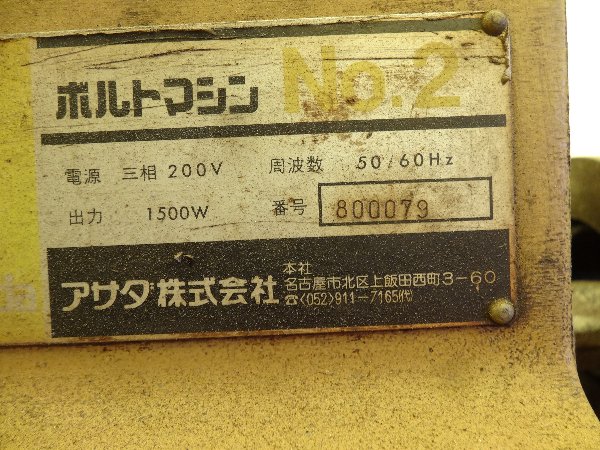 ボルトマシン No.2
電源 三相 200V 周波数 50/60Hz
出力 1500W 番号 800079
アサダ株式会社
本社
名古屋市北区上飯田西町3-60
☎(052)911-7165代